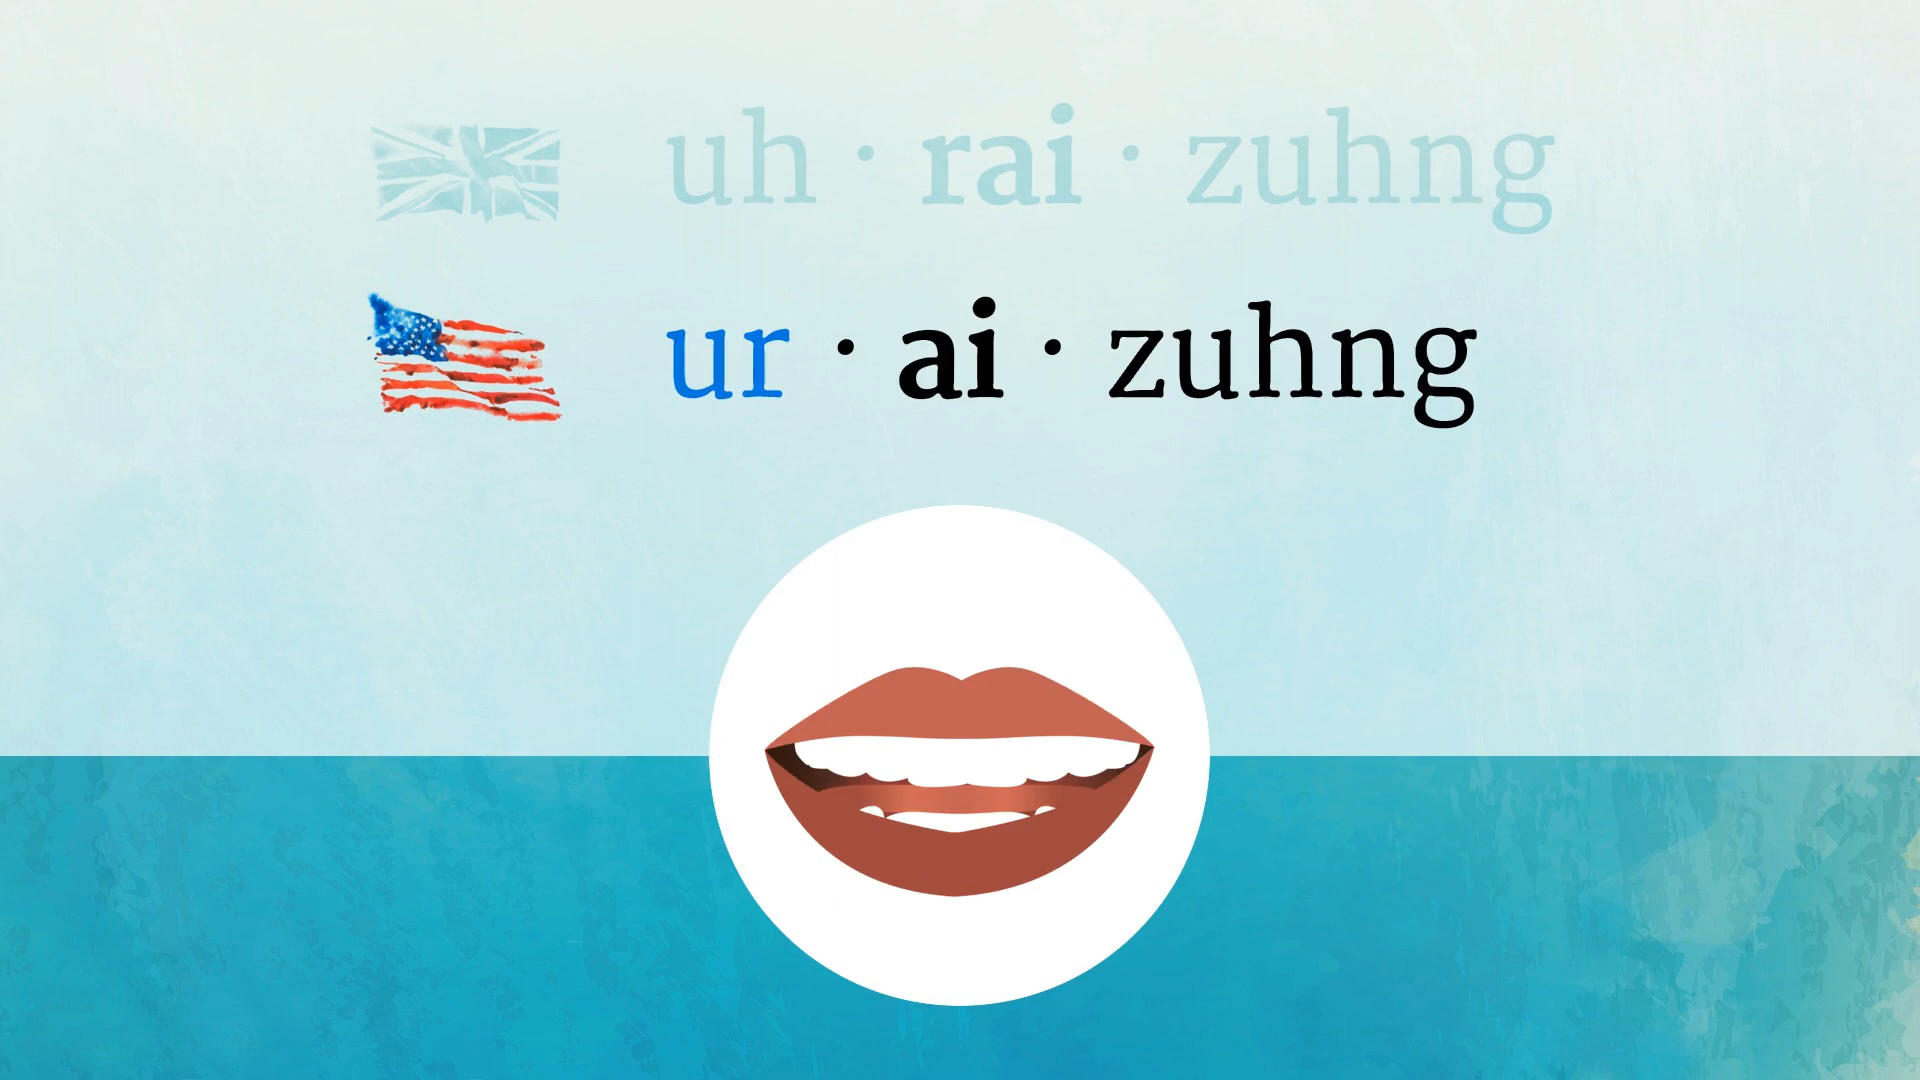 uh · rai · zuhng
ur · ai · zuhng